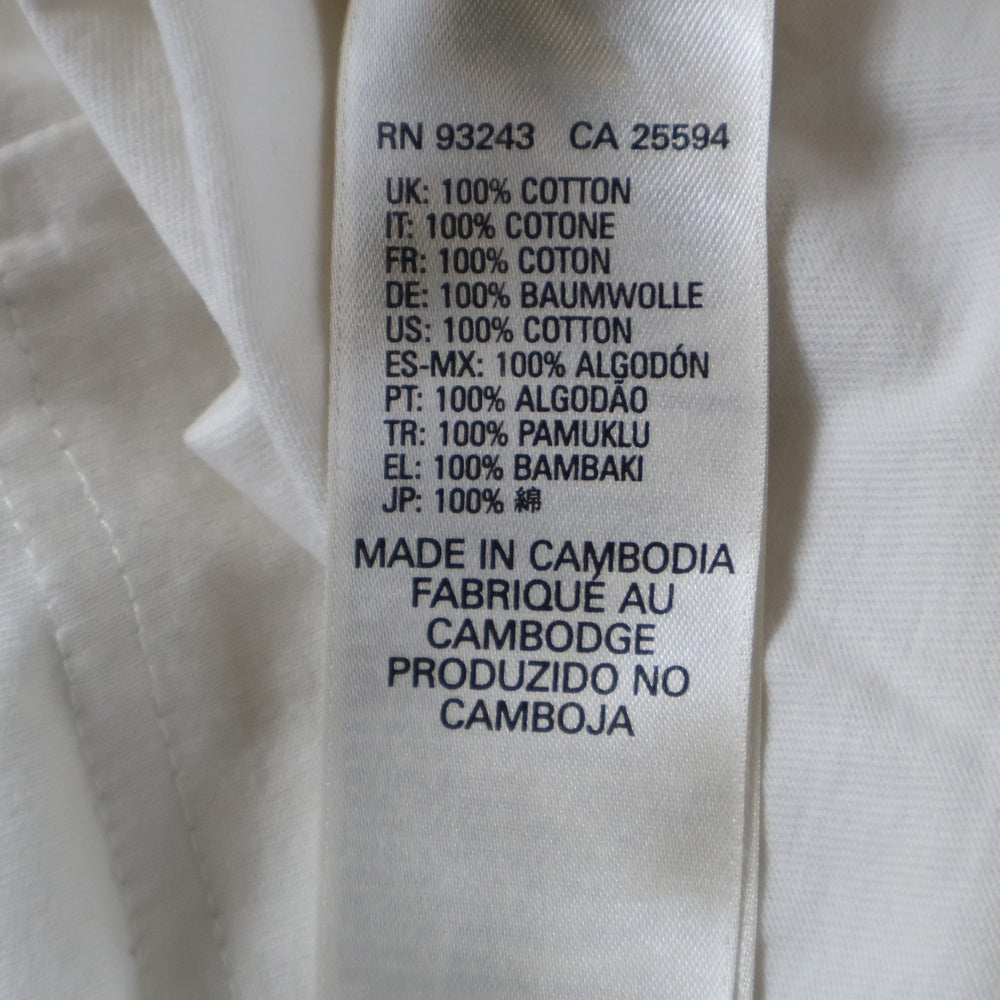 RN 93243 CA 25594
UK: 100% COTTON
IT: 100% COTONE
FR: 100% COTON
DE: 100% BAUMWOLLE
US: 100% COTTON
ES-MX: 100% ALGODÓN
PT: 100% ALGODÃO
TR: 100% PAMUKLU
EL: 100% BAMBAKI
JP: 100% 綿
MADE IN CAMBODIA
FABRIQUÉ AU
CAMBODGE
PRODUZIDO NO
CAMBOJA